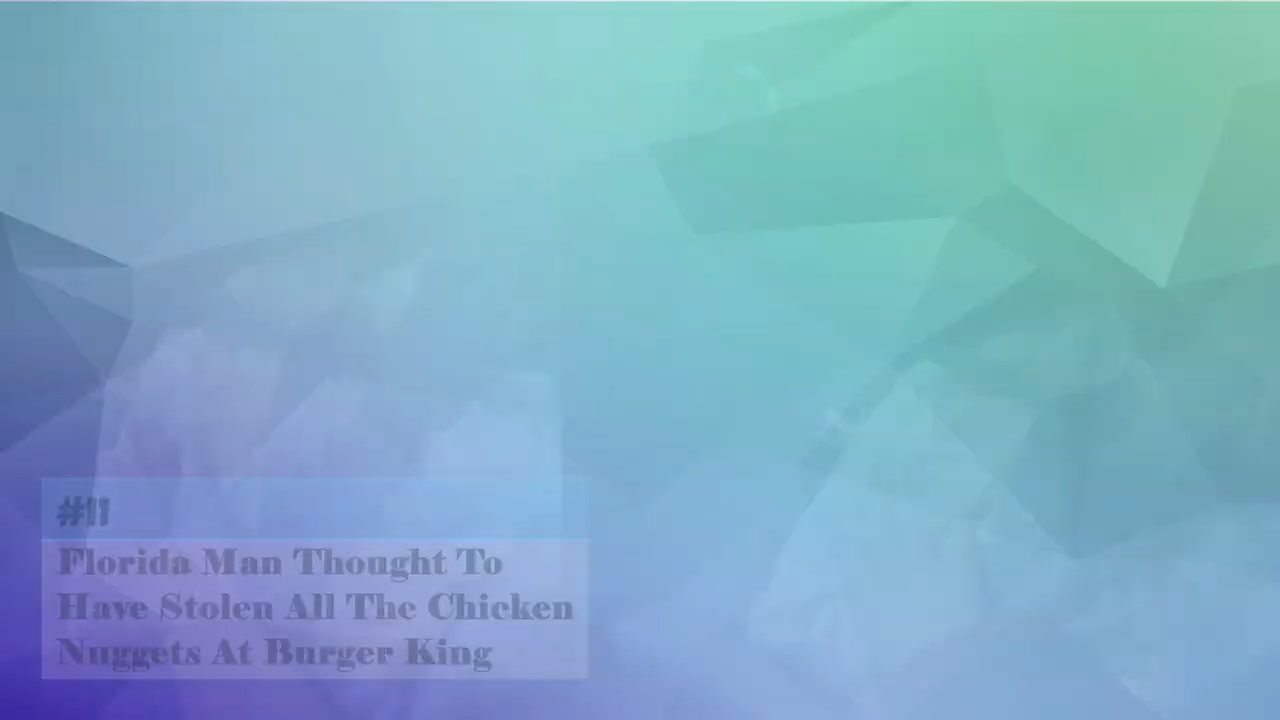 #11
Florida Man Thought To
Have Stolen All The Chicken
Nuggets At Burger King